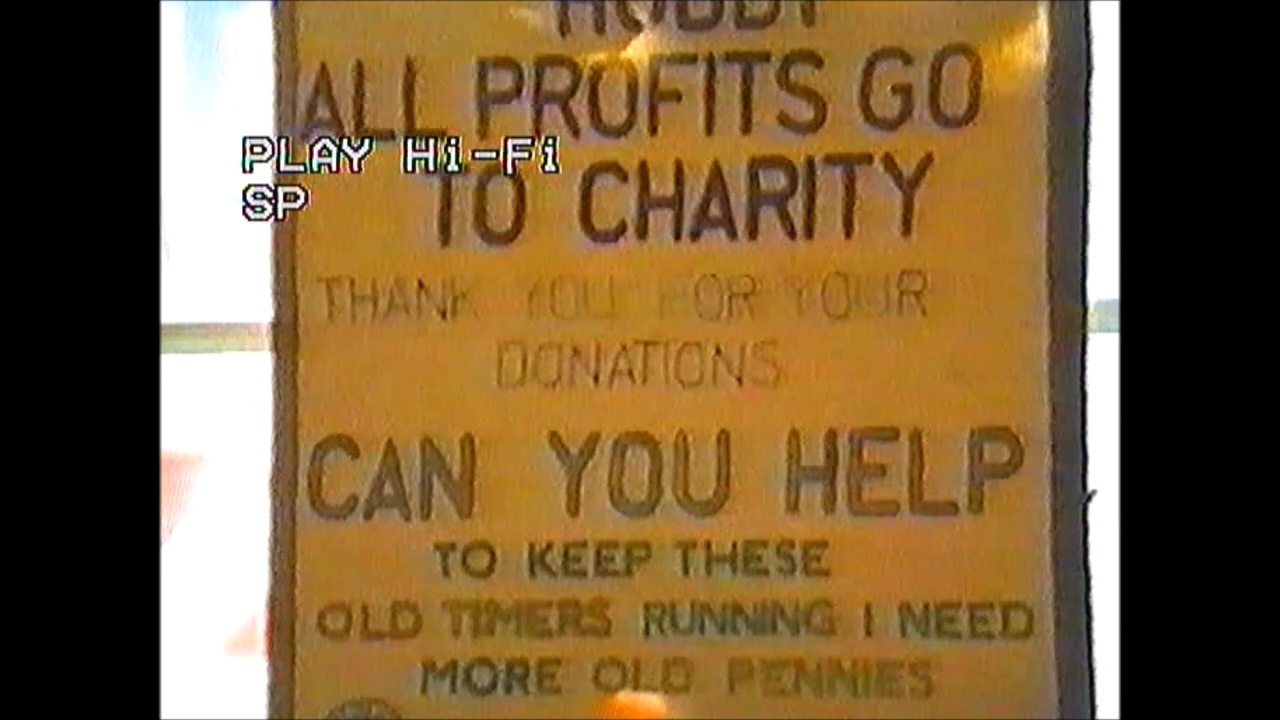 HOBBY
ALL PROFITS GO
PLAY Hi-Fi
SP
TO CHARITY
THANK YOU FOR YOUR
DONATIONS
CAN YOU HELP
TO KEEP THESE
OLD TIMERS RUNNING I NEED
MORE OLD PENNIES